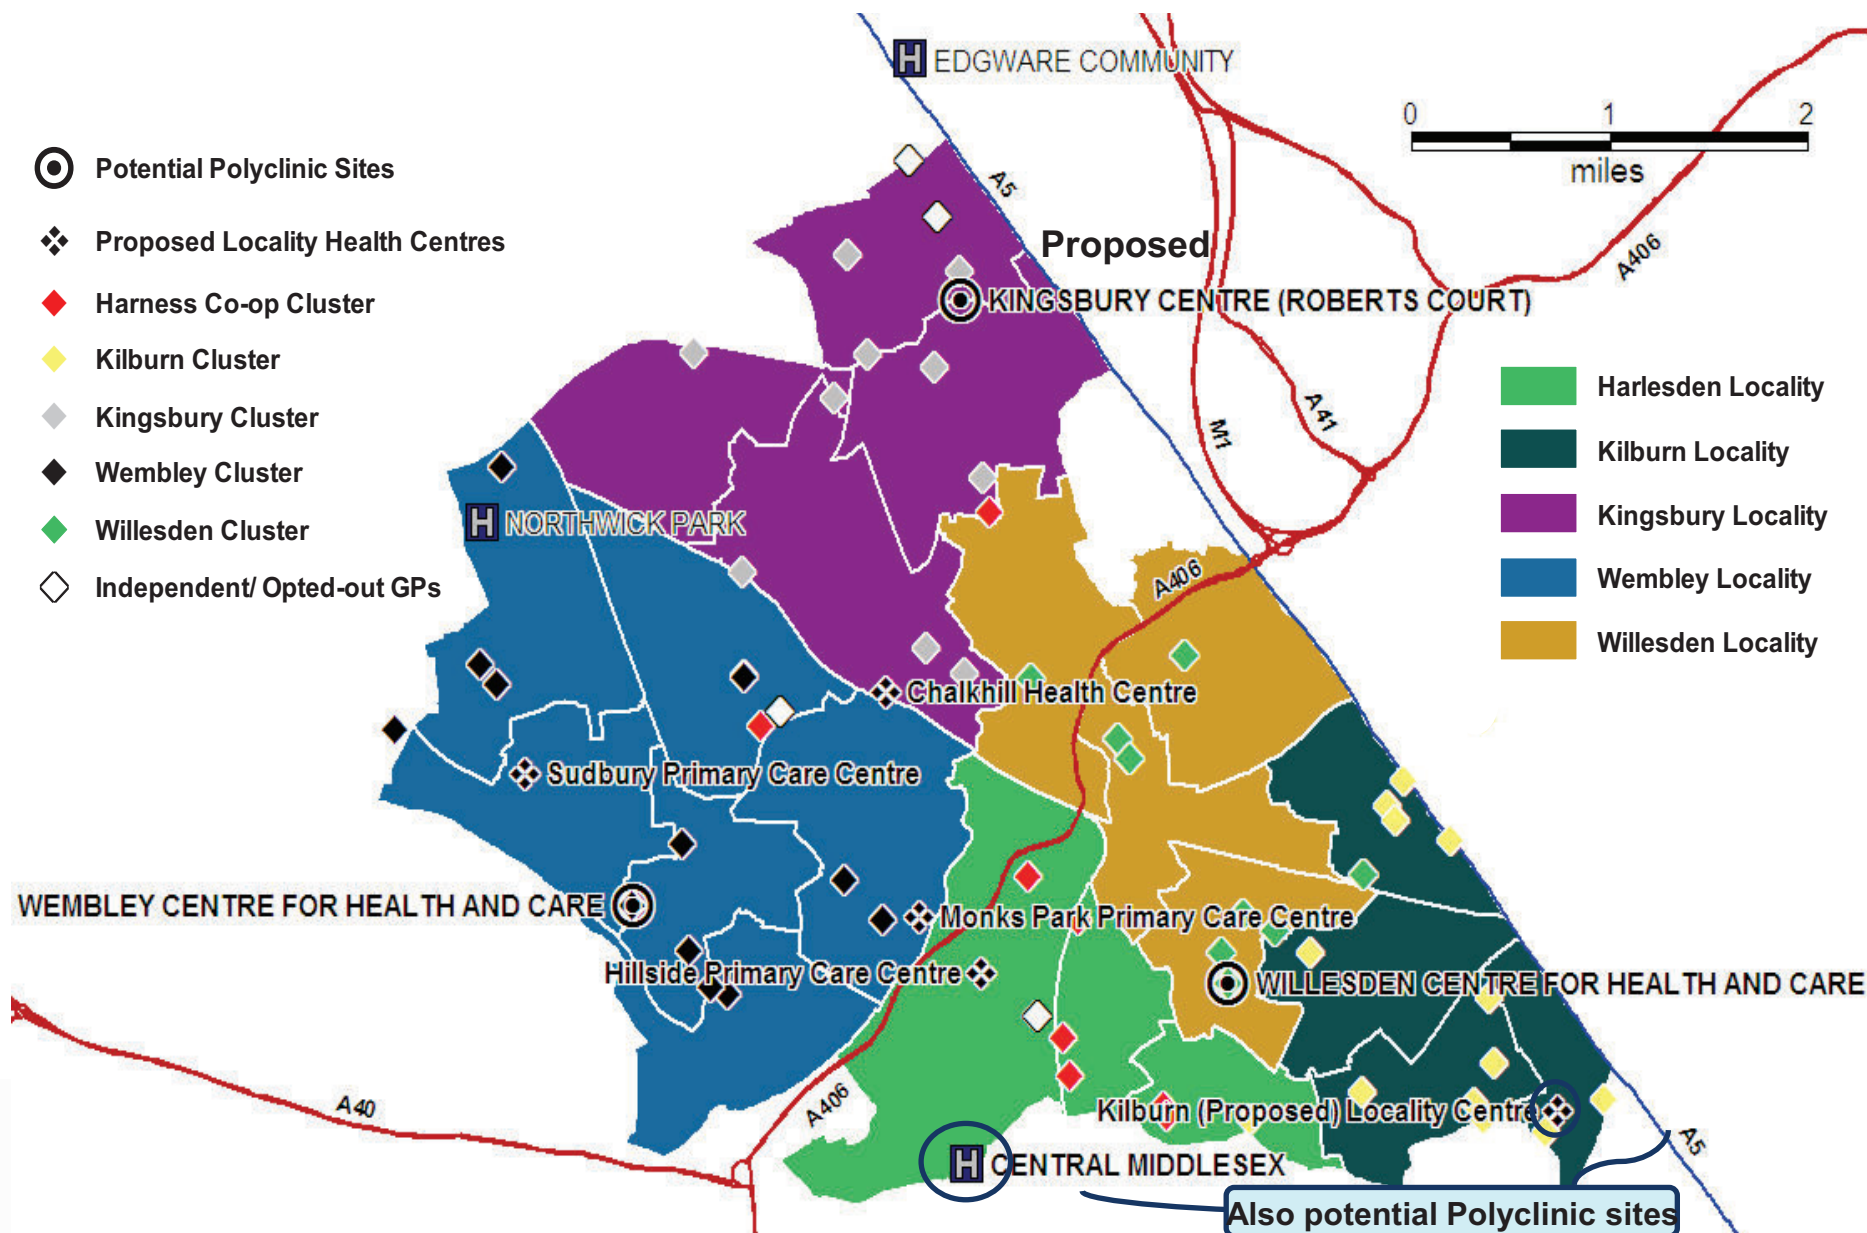 H EDGWARE COMMUNITY
0 1 2
miles
Potential Polyclinic Sites
Proposed Locality Health Centres
Harness Co-op Cluster
Kilburn Cluster
Kingsbury Cluster
Wembley Cluster
Willesden Cluster
Independent/ Opted-out GPs
A5
Proposed
KINGSBURY CENTRE (ROBERTS COURT)
A406
A41
M1
Harlesden Locality
Kilburn Locality
Kingsbury Locality
Wembley Locality
Willesden Locality
H NORTHWICK PARK
A406
Chalkhill Health Centre
Sudbury Primary Care Centre
WEMBLEY CENTRE FOR HEALTH AND CARE
Monks Park Primary Care Centre
Hillside Primary Care Centre
WILLESDEN CENTRE FOR HEALTH AND CARE
A40
A406
Kilburn (Proposed) Locality Centre
A5
H CENTRAL MIDDLESEX
Also potential Polyclinic sites